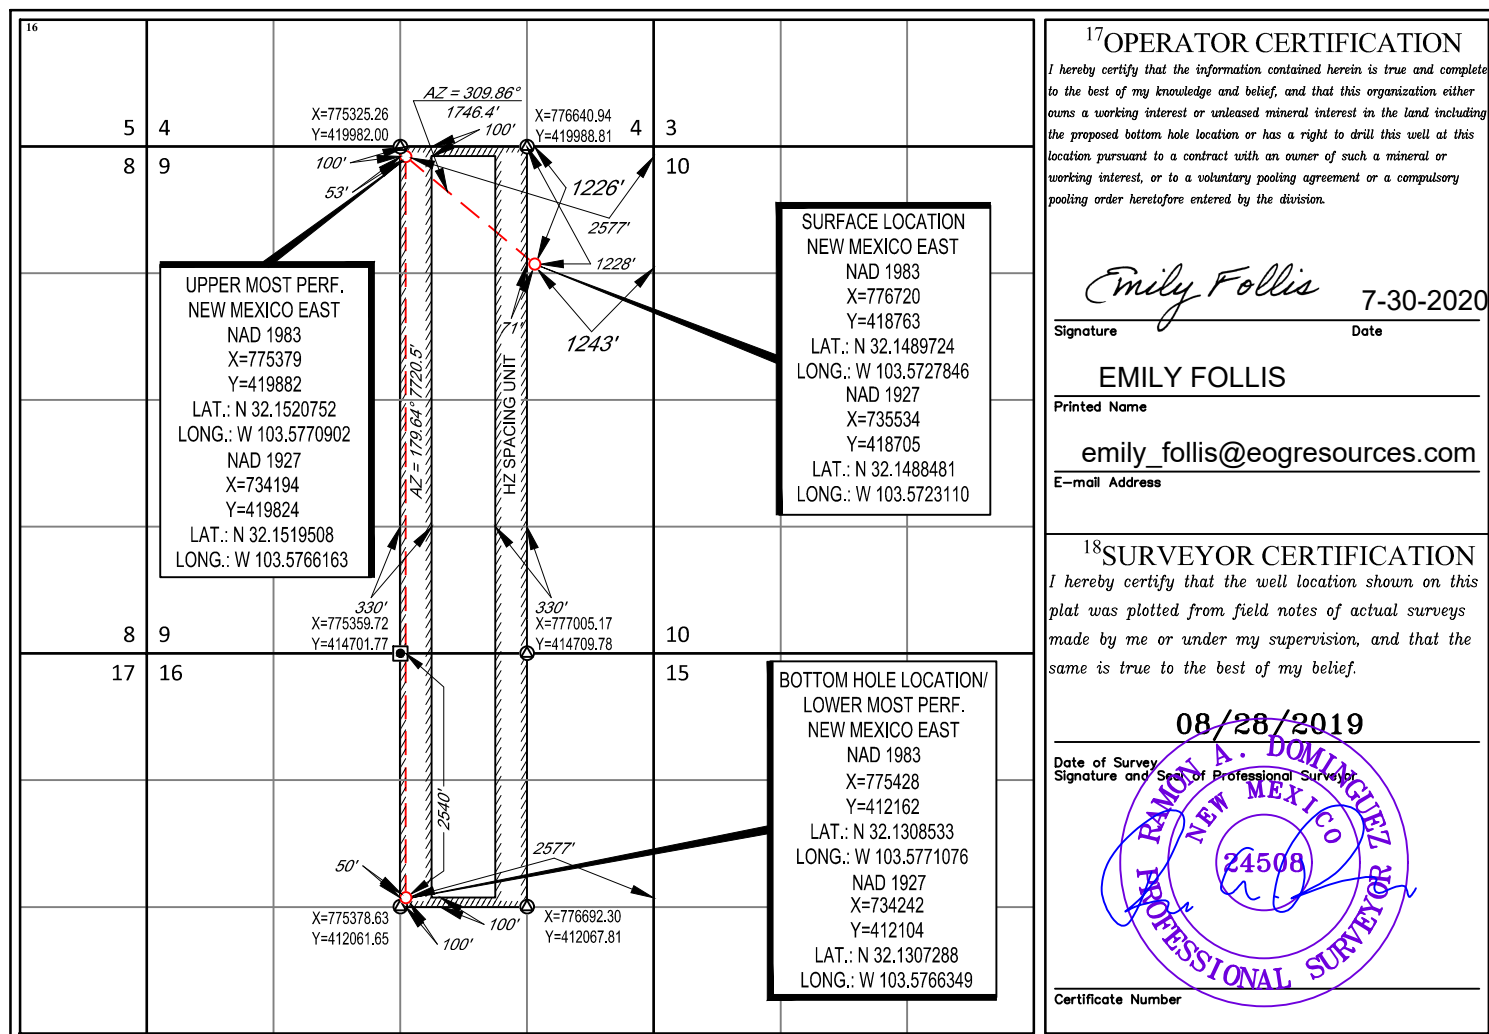 16
AZ = 309.86°
1746.4'
100'
X=775325.26
Y=419982.00
X=776640.94
Y=419988.81
5 4
4 3
8 9
10
100'
53'
1226'
2577'
1228'
71'
1243'
UPPER MOST PERF.
NEW MEXICO EAST
NAD 1983
X=775379
Y=419882
LAT.: N 32.1520752
LONG.: W 103.5770902
NAD 1927
X=734194
Y=419824
LAT.: N 32.1519508
LONG.: W 103.5766163
SURFACE LOCATION
NEW MEXICO EAST
NAD 1983
X=776720
Y=418763
LAT.: N 32.1489724
LONG.: W 103.5727846
NAD 1927
X=735534
Y=418705
LAT.: N 32.1488481
LONG.: W 103.5723110
AZ = 179.64° 7720.5'
HZ SPACING UNIT
330'
330'
X=775359.72
Y=414701.77
X=777005.17
Y=414709.78
8 9
10
17 16
15
BOTTOM HOLE LOCATION/
LOWER MOST PERF.
NEW MEXICO EAST
NAD 1983
X=775428
Y=412162
LAT.: N 32.1308533
LONG.: W 103.5771076
NAD 1927
X=734242
Y=412104
LAT.: N 32.1307288
LONG.: W 103.5766349
2540'
2577'
50'
X=775378.63
Y=412061.65
100'
100'
X=776692.30
Y=412067.81
17 OPERATOR CERTIFICATION
I hereby certify that the information contained herein is true and complete
to the best of my knowledge and belief, and that this organization either
owns a working interest or unleased mineral interest in the land including
the proposed bottom hole location or has a right to drill this well at this
location pursuant to a contract with an owner of such a mineral or
working interest, or to a voluntary pooling agreement or a compulsory
pooling order heretofore entered by the division.
Emily Follis 7-30-2020
Signature Date
EMILY FOLLIS
Printed Name
emily_follis@eogresources.com
E-mail Address
18 SURVEYOR CERTIFICATION
I hereby certify that the well location shown on this
plat was plotted from field notes of actual surveys
made by me or under my supervision, and that the
same is true to the best of my belief.
08/28/2019
Date of Survey
Signature and Seal of Professional Surveyor
RAMON A. DOMINGUEZ
NEW MEXICO
24508
PROFESSIONAL SURVEYOR
Certificate Number